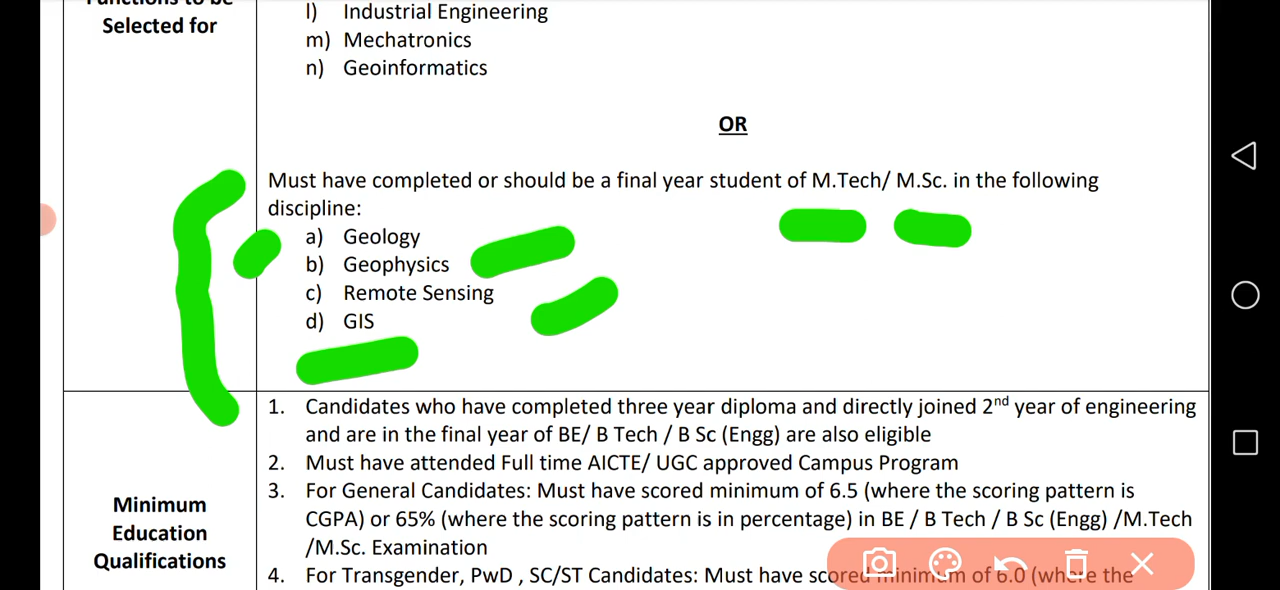 Selected for
l) Industrial Engineering
m) Mechatronics
n) Geoinformatics
OR
Must have completed or should be a final year student of M.Tech/ M.Sc. in the following
discipline:
a) Geology
b) Geophysics
c) Remote Sensing
d) GIS
Minimum
Education
Qualifications
1. Candidates who have completed three year diploma and directly joined 2nd year of engineering
and are in the final year of BE/ B Tech / B Sc (Engg) are also eligible
2. Must have attended Full time AICTE/ UGC approved Campus Program
3. For General Candidates: Must have scored minimum of 6.5 (where the scoring pattern is
CGPA) or 65% (where the scoring pattern is in percentage) in BE / B Tech / B Sc (Engg) /M.Tech
/M.Sc. Examination
4. For Transgender, PwD , SC/ST Candidates: Must have scored minimum of 6.0 (where the